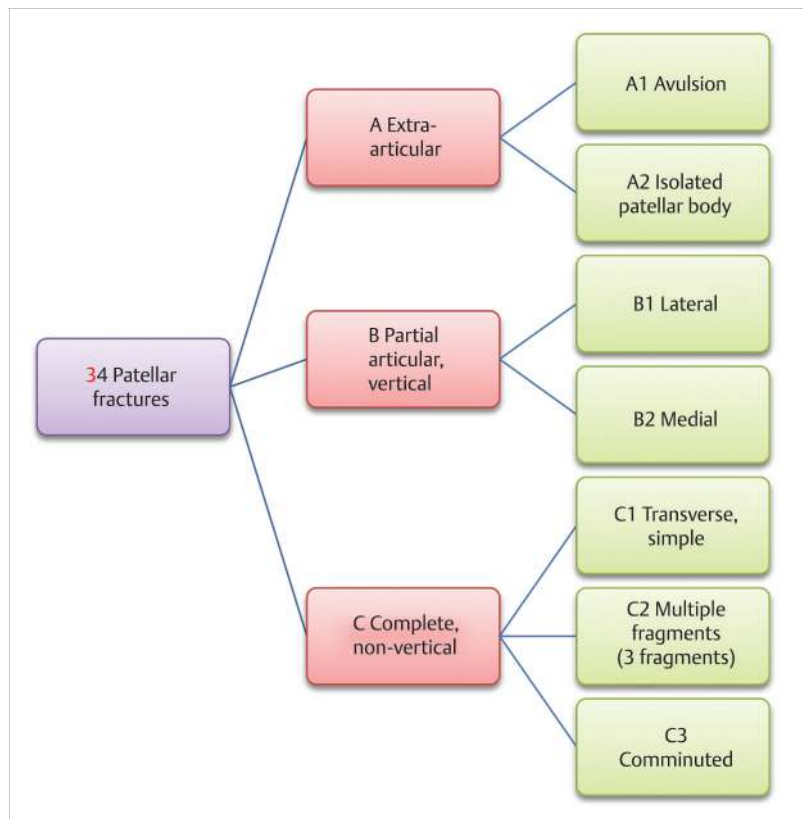 34 Patellar
fractures
A Extra-
articular
A1 Avulsion
A2 Isolated
patellar body
B Partial
articular,
vertical
B1 Lateral
B2 Medial
C Complete,
non-vertical
C1 Transverse,
simple
C2 Multiple
fragments
(3 fragments)
C3
Comminuted